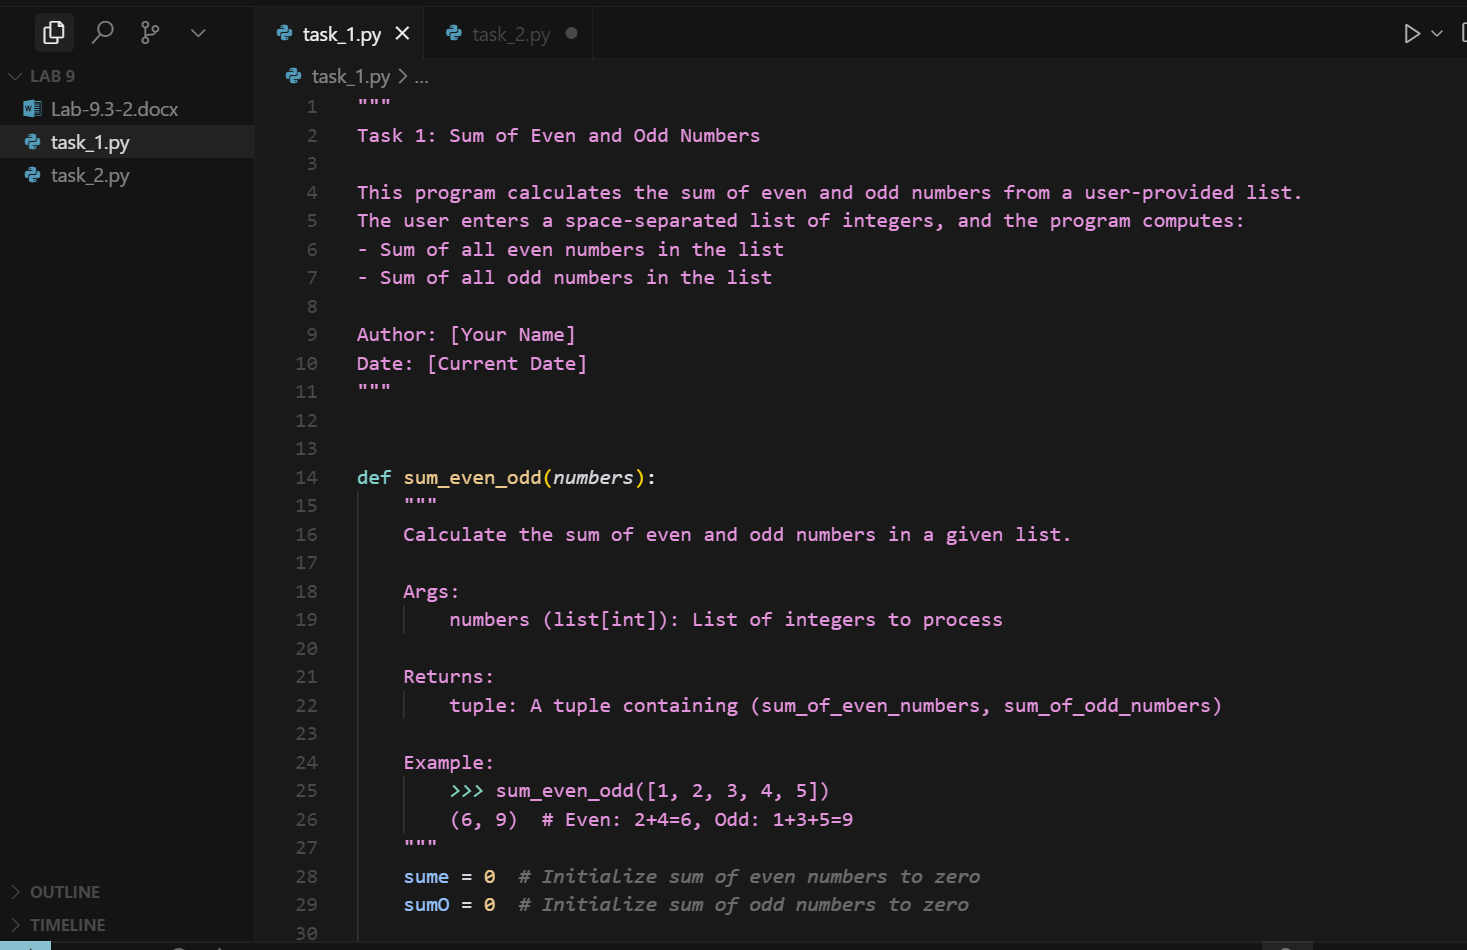 task_1.py
task_2.py
LAB 9
Lab-9.3-2.docx
task_1.py
task_2.py
OUTLINE
TIMELINE
task_1.py > ...
1 """
2 Task 1: Sum of Even and Odd Numbers
3
4 This program calculates the sum of even and odd numbers from a user-provided list.
5 The user enters a space-separated list of integers, and the program computes:
6 - Sum of all even numbers in the list
7 - Sum of all odd numbers in the list
8
9 Author: [Your Name]
10 Date: [Current Date]
11 """
12
13
14 def sum_even_odd(numbers):
15 """
16 Calculate the sum of even and odd numbers in a given list.
17
18 Args:
19 numbers (list[int]): List of integers to process
20
21 Returns:
22 tuple: A tuple containing (sum_of_even_numbers, sum_of_odd_numbers)
23
24 Example:
25 >>> sum_even_odd([1, 2, 3, 4, 5])
26 (6, 9)  # Even: 2+4=6, Odd: 1+3+5=9
27 """
28 sume = 0  # Initialize sum of even numbers to zero
29 sumO = 0  # Initialize sum of odd numbers to zero
30